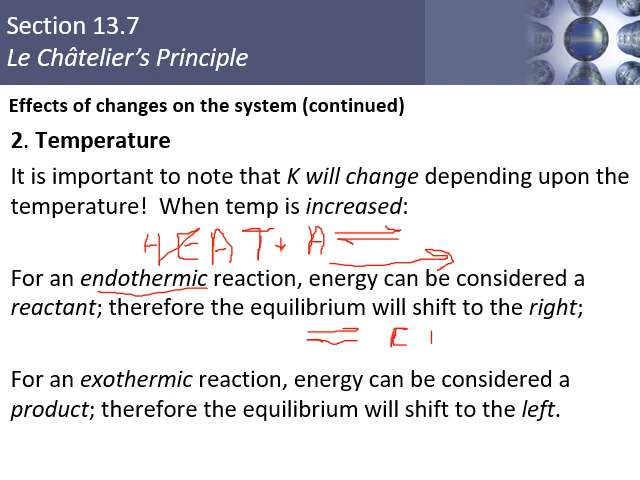 Section 13.7
Le Châtelier's Principle
Effects of changes on the system (continued)
2. Temperature
It is important to note that K will change depending upon the
temperature! When temp is increased:
HEAT + A ⇌
For an endothermic reaction, energy can be considered a
reactant; therefore the equilibrium will shift to the right;
⇌
For an exothermic reaction, energy can be considered a
product; therefore the equilibrium will shift to the left.